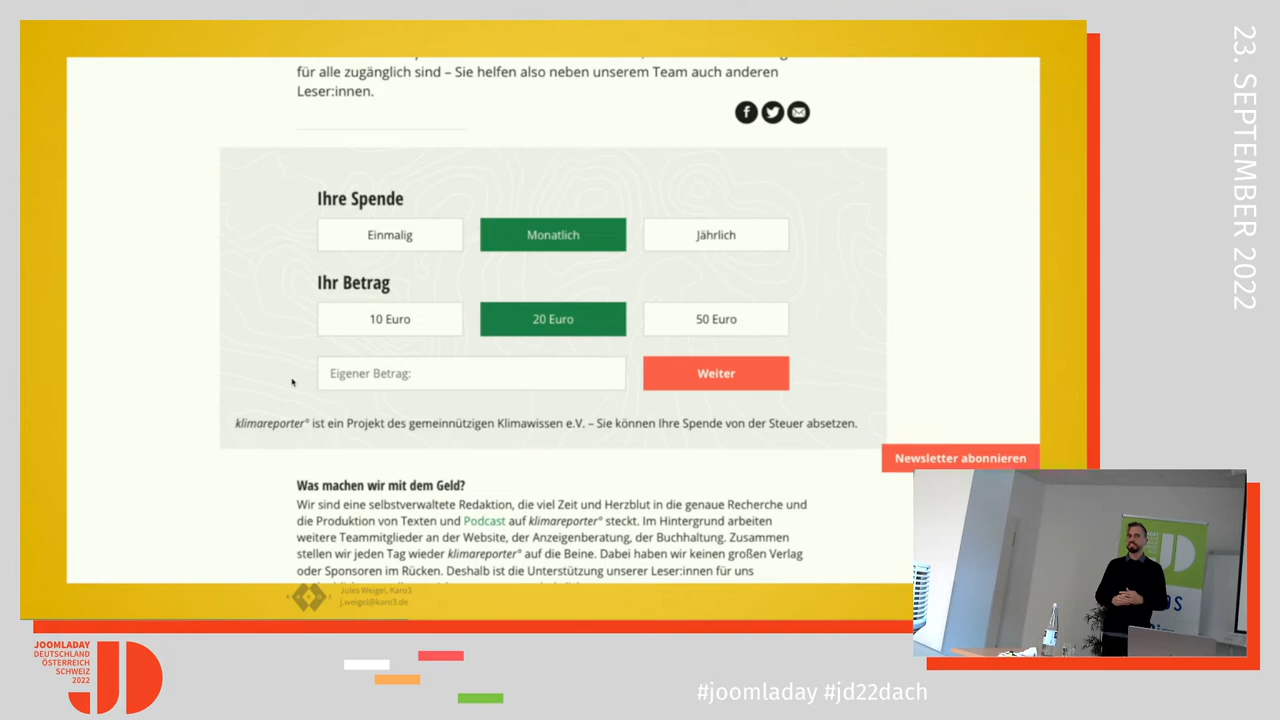 für alle zugänglich sind – Sie helfen also neben unserem Team auch anderen
Leser:innen.
Ihre Spende
Einmalig
Monatlich
Jährlich
Ihr Betrag
10 Euro
20 Euro
50 Euro
Eigener Betrag:
Weiter
klimareporter° ist ein Projekt des gemeinnützigen Klimawissen e.V. – Sie können Ihre Spende von der Steuer absetzen.
Newsletter abonnieren
Was machen wir mit dem Geld?
Wir sind eine selbstverwaltete Redaktion, die viel Zeit und Herzblut in die genaue Recherche und
die Produktion von Texten und Podcast auf klimareporter° steckt. Im Hintergrund arbeiten
weitere Teammitglieder an der Website, der Anzeigenberatung, der Buchhaltung. Zusammen
stellen wir jeden Tag wieder klimareporter° auf die Beine. Dabei haben wir keinen großen Verlag
oder Sponsoren im Rücken. Deshalb ist die Unterstützung unserer Leser:innen für uns
Jules Weigel, Karo3
j.weigel@karo3.de
23. SEPTEMBER 2022
JOOMLADAY
DEUTSCHLAND
ÖSTERREICH
SCHWEIZ
2022
JD
#joomladay #jd22dach